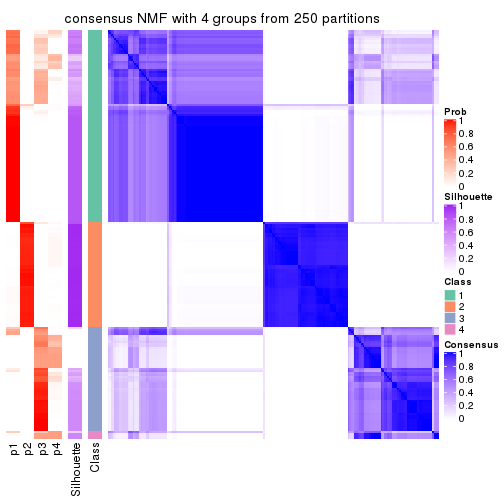 consensus NMF with 4 groups from 250 partitions
Prob
1
0.8
0.6
0.4
0.2
0
Silhouette
1
0.8
0.6
0.4
0.2
0
Class
1
2
3
4
Consensus
1
0.8
0.6
0.4
0.2
0
p1
p2
p3
p4
Silhouette
Class